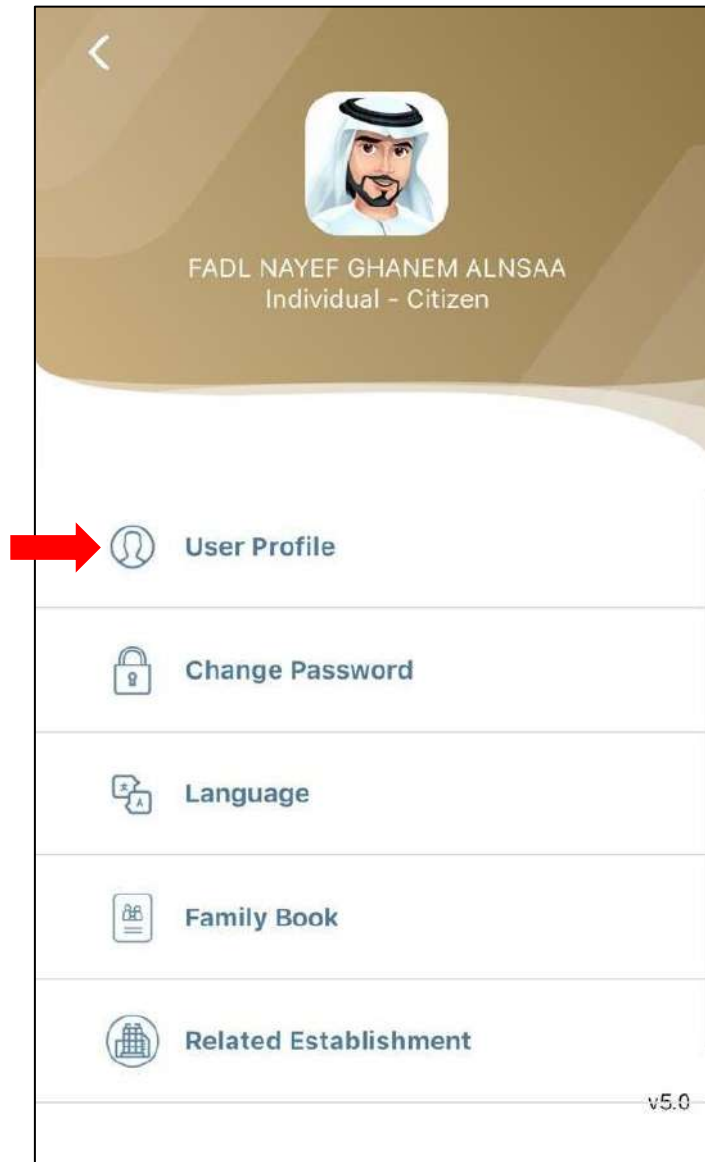 FADL NAYEF GHANEM ALNSAA
Individual - Citizen
User Profile
Change Password
Language
Family Book
Related Establishment
v5.0